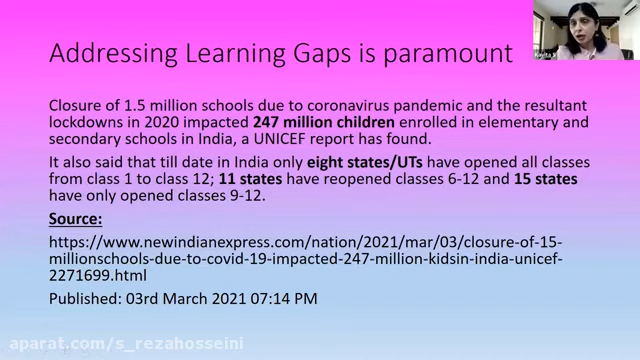 Addressing Learning Gaps is paramount
Closure of 1.5 million schools due to coronavirus pandemic and the resultant
lockdowns in 2020 impacted 247 million children enrolled in elementary and
secondary schools in India, a UNICEF report has found.
It also said that till date in India only eight states/UTs have opened all classes
from class 1 to class 12; 11 states have reopened classes 6-12 and 15 states
have only opened classes 9-12.
Source:
https://www.newindianexpress.com/nation/2021/mar/03/closure-of-15-
millionschools-due-to-covid-19-impacted-247-million-kidsin-india-unicef-
2271699.html
Published: 03rd March 2021 07:14 PM
aparat.com/s_rezahosseini